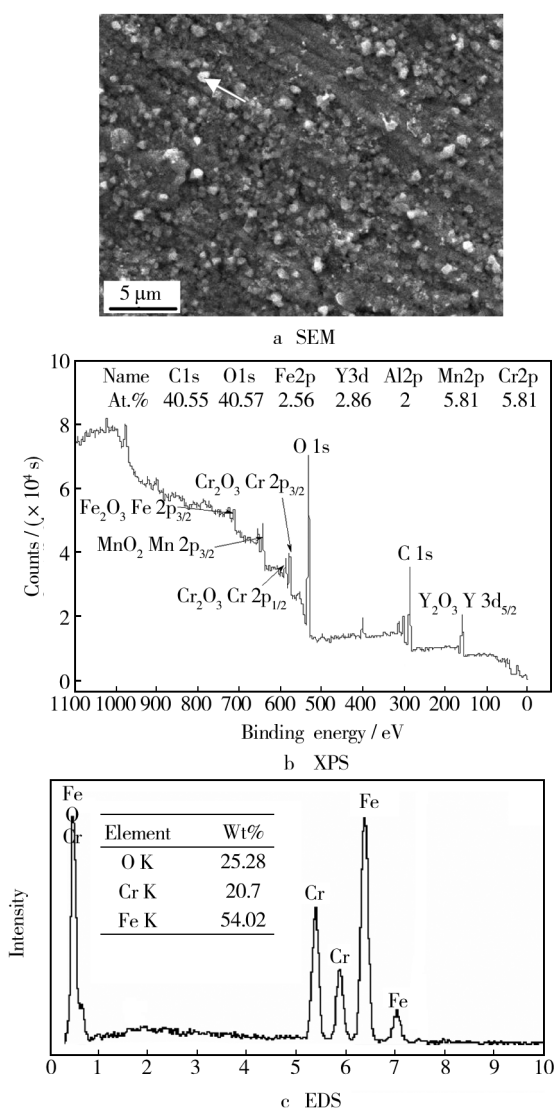 5 μm
a SEM
10
Name C1s O1s Fe2p Y3d Al2p Mn2p Cr2p
At.% 40.55 40.57 2.56 2.86 2 5.81 5.81
8
O 1s
Cr₂O₃ Cr 2p₃/₂
6
Fe₂O₃ Fe 2p₃/₂
MnO₂ Mn 2p₃/₂
4
C 1s
Cr₂O₃ Cr 2p₁/₂
Y₂O₃ Y 3d₅/₂
2
0
Counts / (× 10⁴ s)
1100 1000 900 800 700 600 500 400 300 200 100 0
Binding energy / eV
b XPS
Fe
O
Cr
Element Wt%
O K 25.28
Cr K 20.7
Fe K 54.02
Fe
Cr
Cr
Fe
Intensity
0 1 2 3 4 5 6 7 8 9 10
c EDS